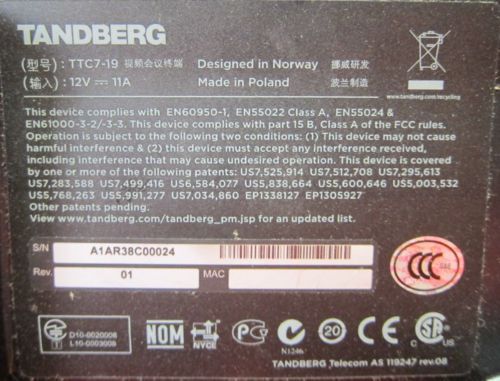 TANDBERG
(型号): TTC7-19 视频会议终端 Designed in Norway 挪威研发
(输入): 12V ⎓ 11A Made in Poland 波兰制造
www.tandberg.com/recycling
This device complies with EN60950-1, EN55022 Class A, EN55024 &
EN61000-3-2/-3-3. This device complies with part 15 B, Class A of the FCC rules.
Operation is subject to the following two conditions: (1) This device may not cause
harmful interference & (2) this device must withstand any interference received,
including interference that may cause undesired operation. This device is covered
by one or more of the following patents: US7,525,914 US7,512,708 US7,295,613
US7,283,588 US7,499,416 US6,584,077 US5,838,664 US5,600,646 US5,003,532
US5,768,263 US5,991,277 US7,034,860 EP1338127 EP1305927
Other patents pending.
View www.tandberg.com/tandberg_pm.jsp for an updated list.
S/N A1AR38C00024
Rev. 01 MAC
CCC S&E
D10-0020008
L10-0003008
NOM NYCE
N1246
20
CE
SA
C US
TANDBERG Telecom AS 119247 rev.08